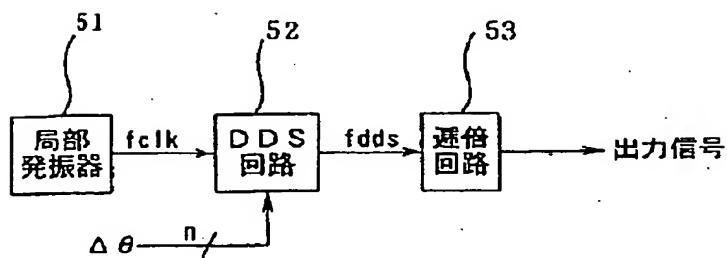 51
52
53
局部
発振器
fclk
DDS
回路
fdds
逓倍
回路
出力信号
Δθ
n